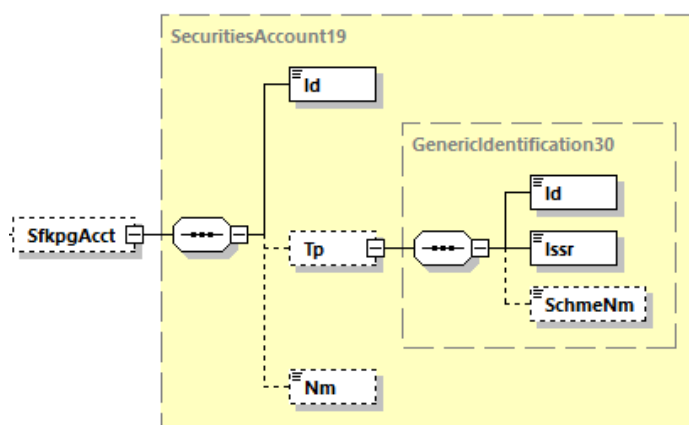 SecuritiesAccount19
Id
GenericIdentification30
Id
SfkpgAcct
Tp
Issr
SchmeNm
Nm